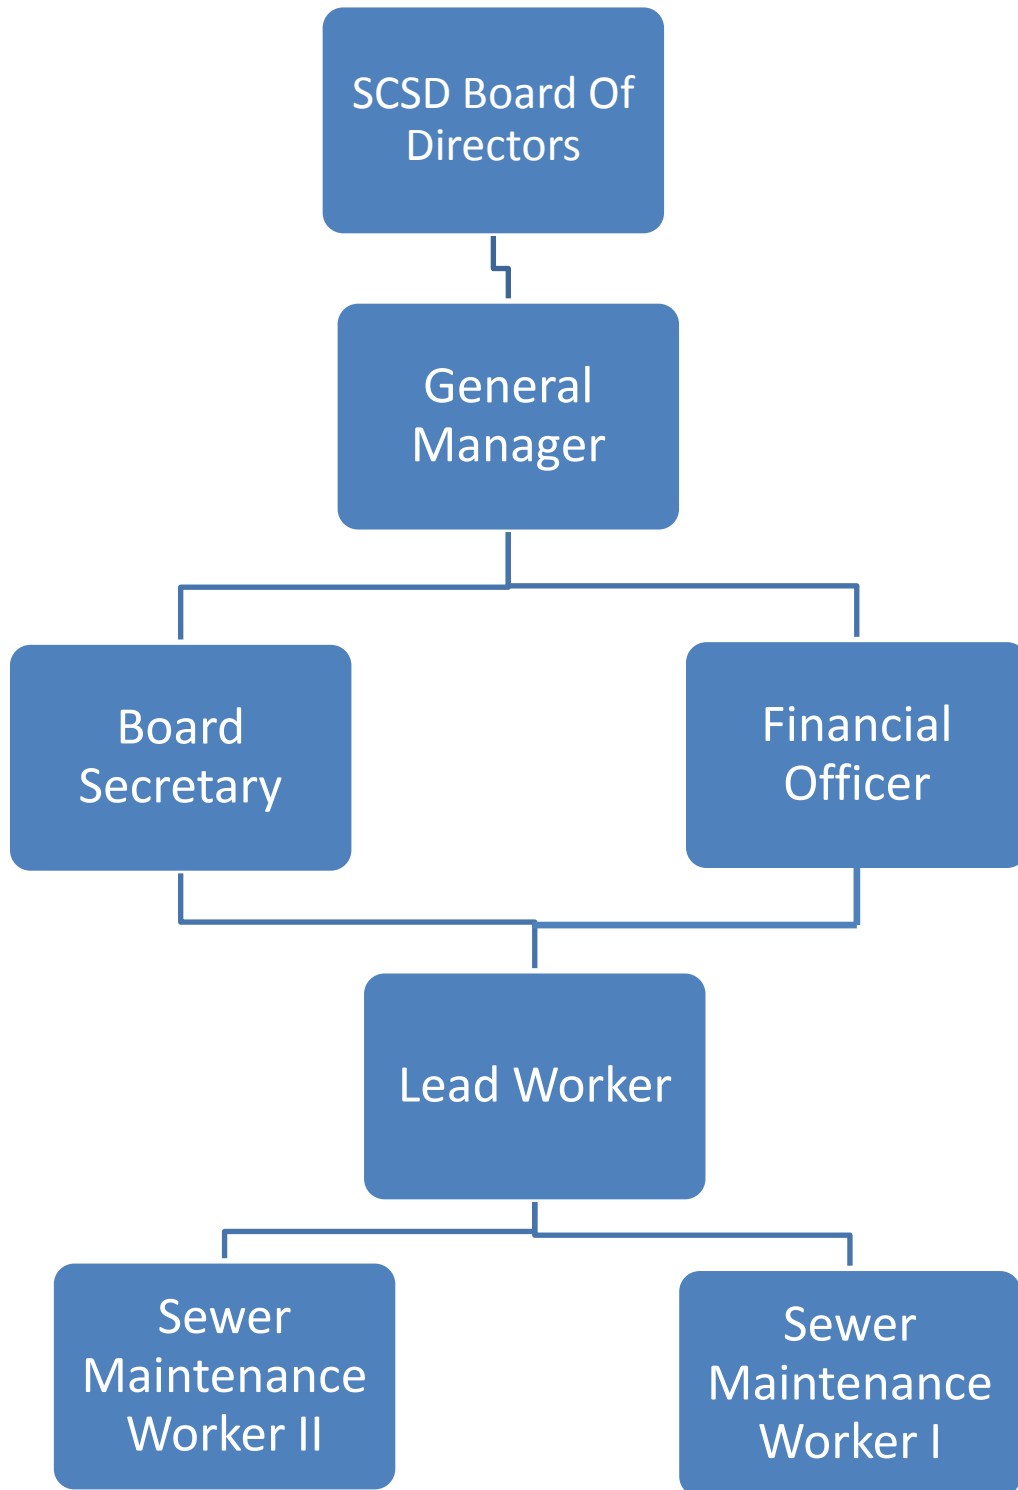 SCSD Board Of
Directors
General
Manager
Board
Secretary
Financial
Officer
Lead Worker
Sewer
Maintenance
Worker II
Sewer
Maintenance
Worker I